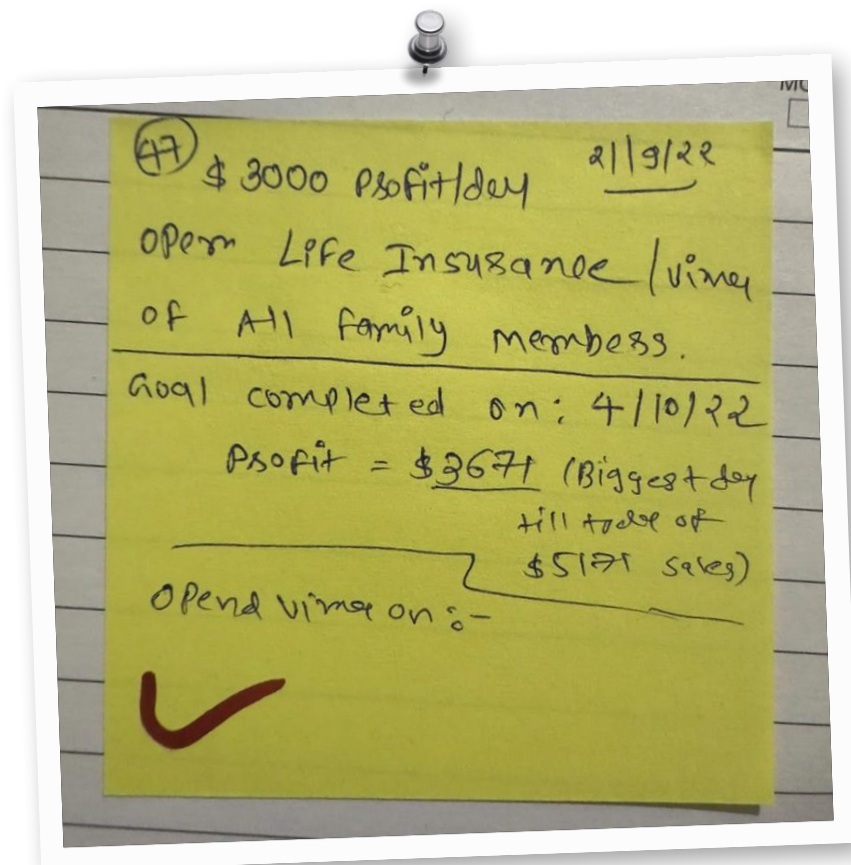 47
$3000 Profit/day 21/9/22
Open Life Insurance / vima
of All family members.
Goal completed on: 4/10/22
Profit = $3671 (Biggest day
till today of
$5171 sales)
Opend vima on :-